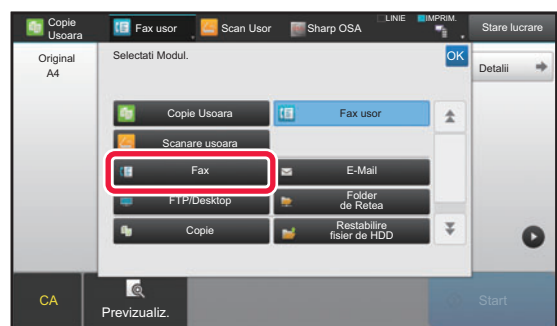 Copie
Usoara
Fax usor
Scan Usor
Sharp OSA
LINIE
IMPRIM.
Stare lucrare
Original
A4
Selectati Modul.
OK
Detalii
Copie Usoara
Fax usor
Scanare usoara
Fax
E-Mail
FTP/Desktop
Folder
de Retea
Copie
Restabilire
fisier de HDD
CA
Previzualiz.
Start